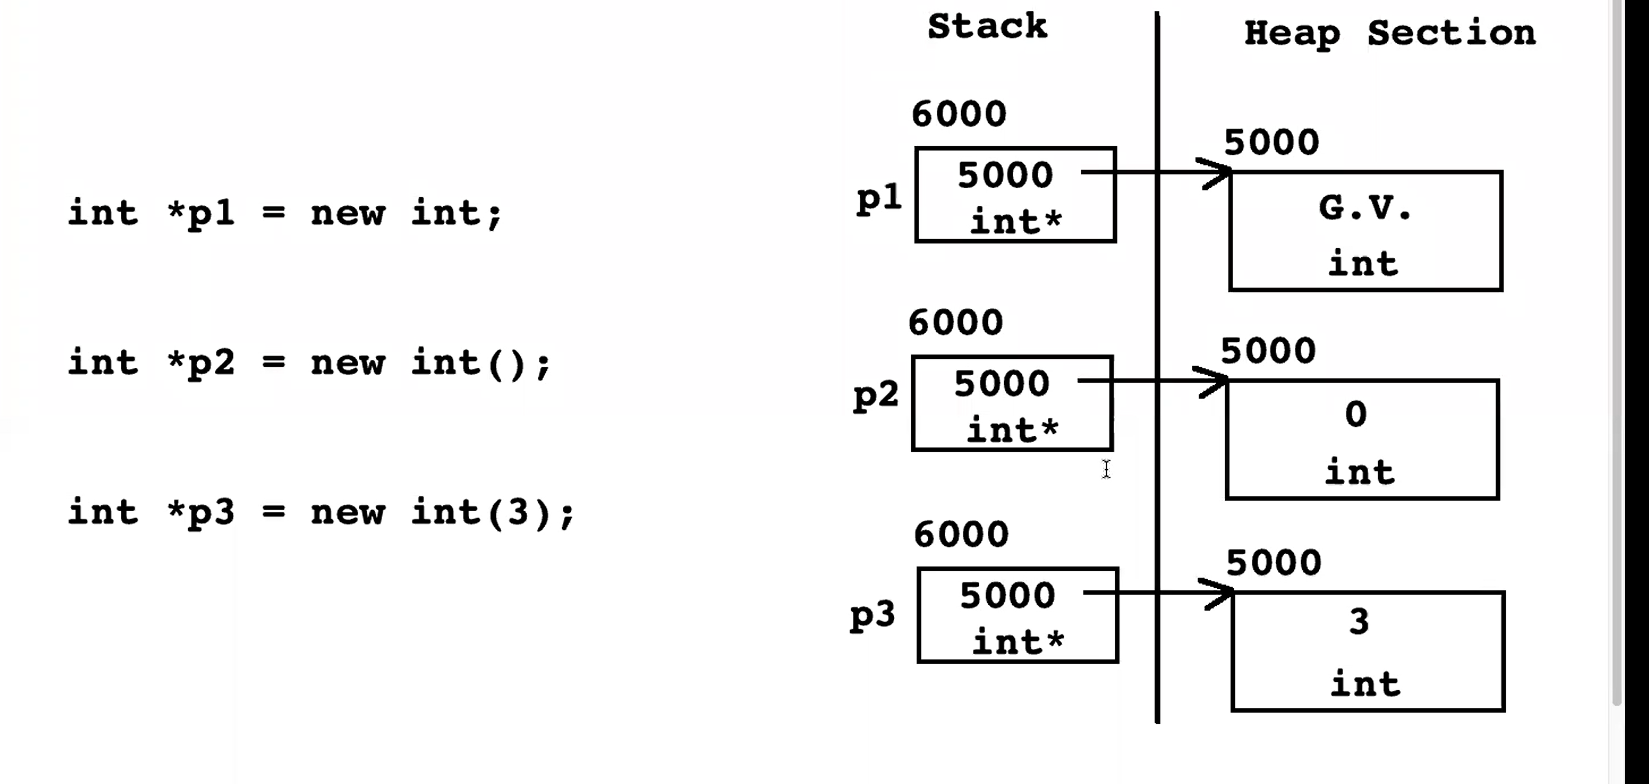 Stack
Heap Section
int *p1 = new int;
int *p2 = new int();
int *p3 = new int(3);
6000
p1
5000
int*
5000
G.V.
int
6000
p2
5000
int*
5000
0
int
6000
p3
5000
int*
5000
3
int